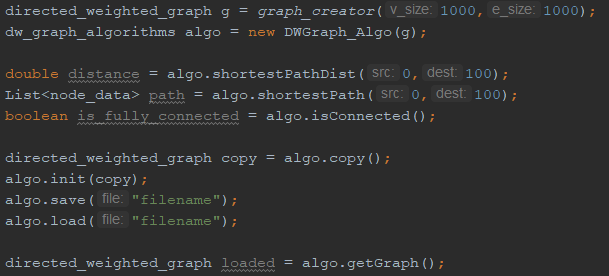 directed_weighted_graph g = graph_creator( v_size: 1000, e_size: 1000);
dw_graph_algorithms algo = new DWGraph_Algo(g);
double distance = algo.shortestPathDist( src: 0, dest: 100);
List<node_data> path = algo.shortestPath( src: 0, dest: 100);
boolean is_fully_connected = algo.isConnected();
directed_weighted_graph copy = algo.copy();
algo.init(copy);
algo.save( file: "filename");
algo.load( file: "filename");
directed_weighted_graph loaded = algo.getGraph();